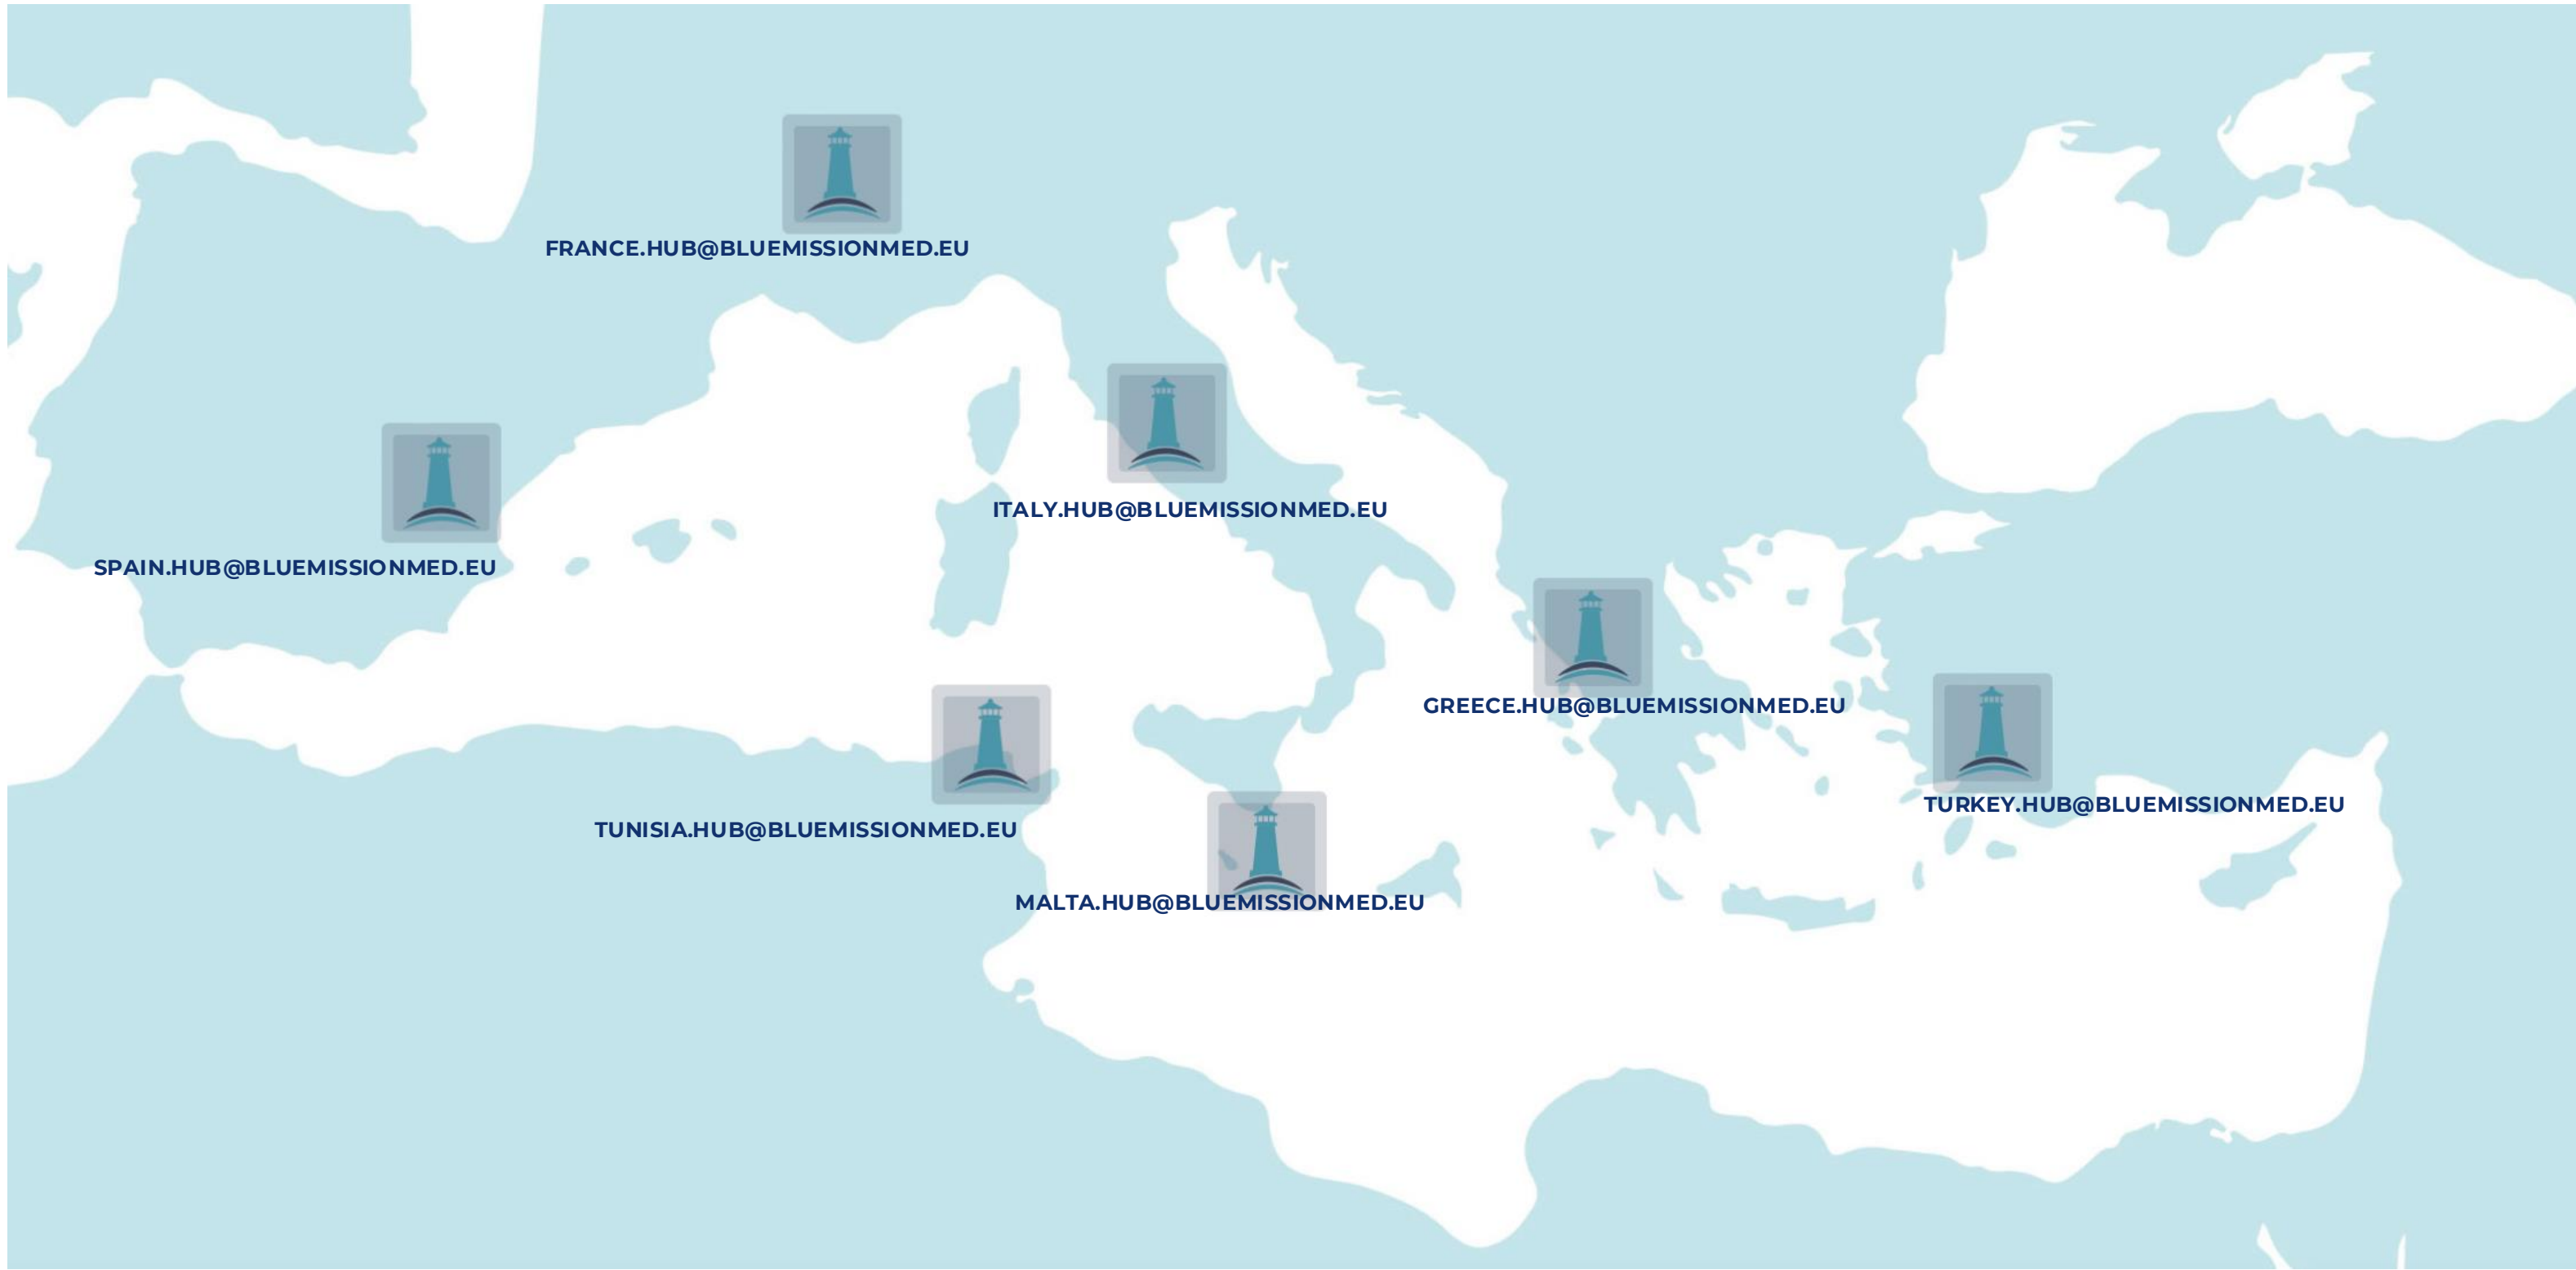 FRANCE.HUB@BLUEMISSIONMED.EU
ITALY.HUB@BLUEMISSIONMED.EU
SPAIN.HUB@BLUEMISSIONMED.EU
GREECE.HUB@BLUEMISSIONMED.EU
TURKEY.HUB@BLUEMISSIONMED.EU
TUNISIA.HUB@BLUEMISSIONMED.EU
MALTA.HUB@BLUEMISSIONMED.EU